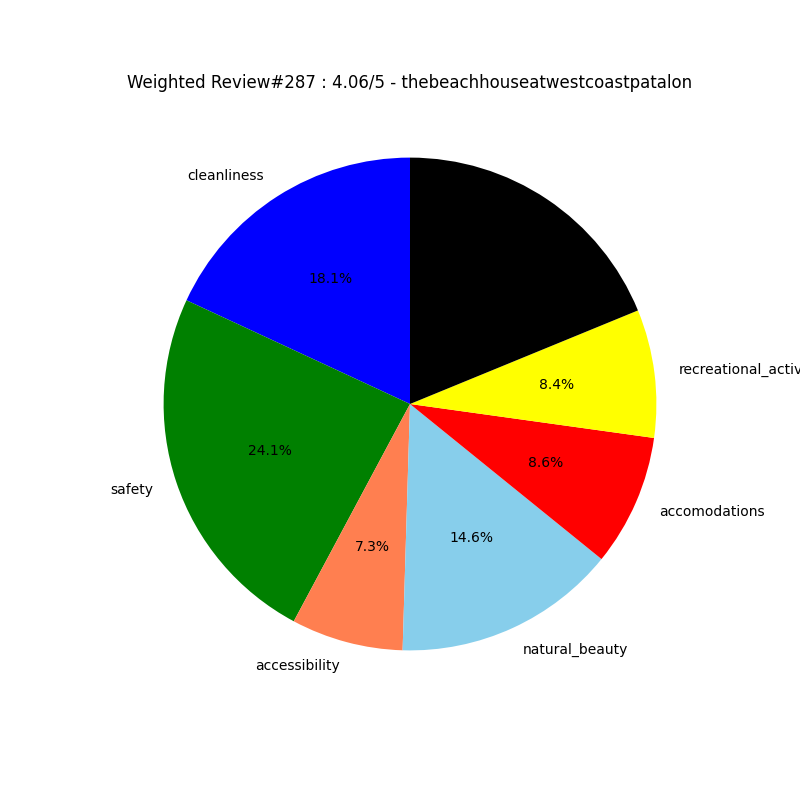 Weighted Review#287 : 4.06/5 - thebeachhouseatwestcoastpatalon
cleanliness
18.1%
recreational_activ
8.4%
24.1%
8.6%
safety
accomodations
14.6%
7.3%
natural_beauty
accessibility